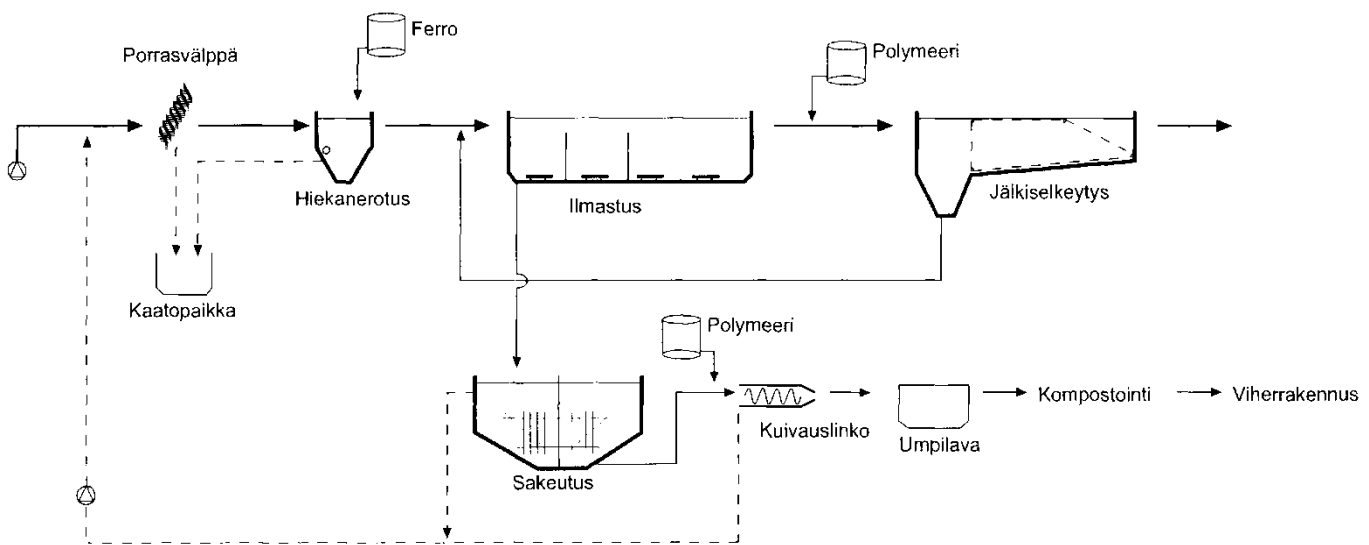 Ferro
Porrasvälppä
Polymeeri
Hiekanerotus
Ilmastus
Jälkiselkeytys
Kaatopaikka
Polymeeri
Kompostointi
Viherrakennus
Kuivauslinko
Umpilava
Sakeutus